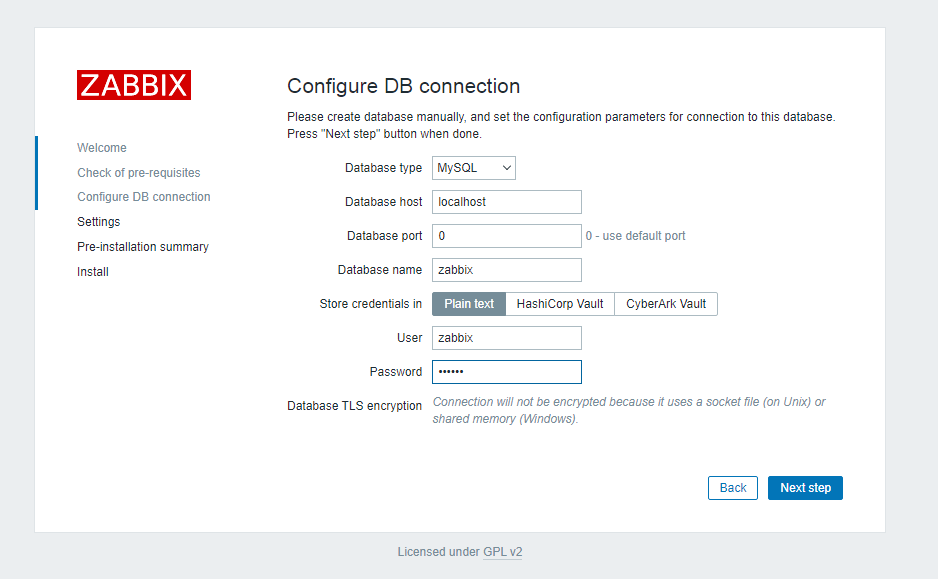 ZABBIX
Welcome
Check of pre-requisites
Configure DB connection
Settings
Pre-installation summary
Install
Configure DB connection
Please create database manually, and set the configuration parameters for connection to this database.
Press "Next step" button when done.
Database type MySQL
Database host localhost
Database port 0 0 - use default port
Database name zabbix
Store credentials in Plain text HashiCorp Vault CyberArk Vault
User zabbix
Password ••••••
Database TLS encryption Connection will not be encrypted because it uses a socket file (on Unix) or
shared memory (Windows).
Back Next step
Licensed under GPL v2